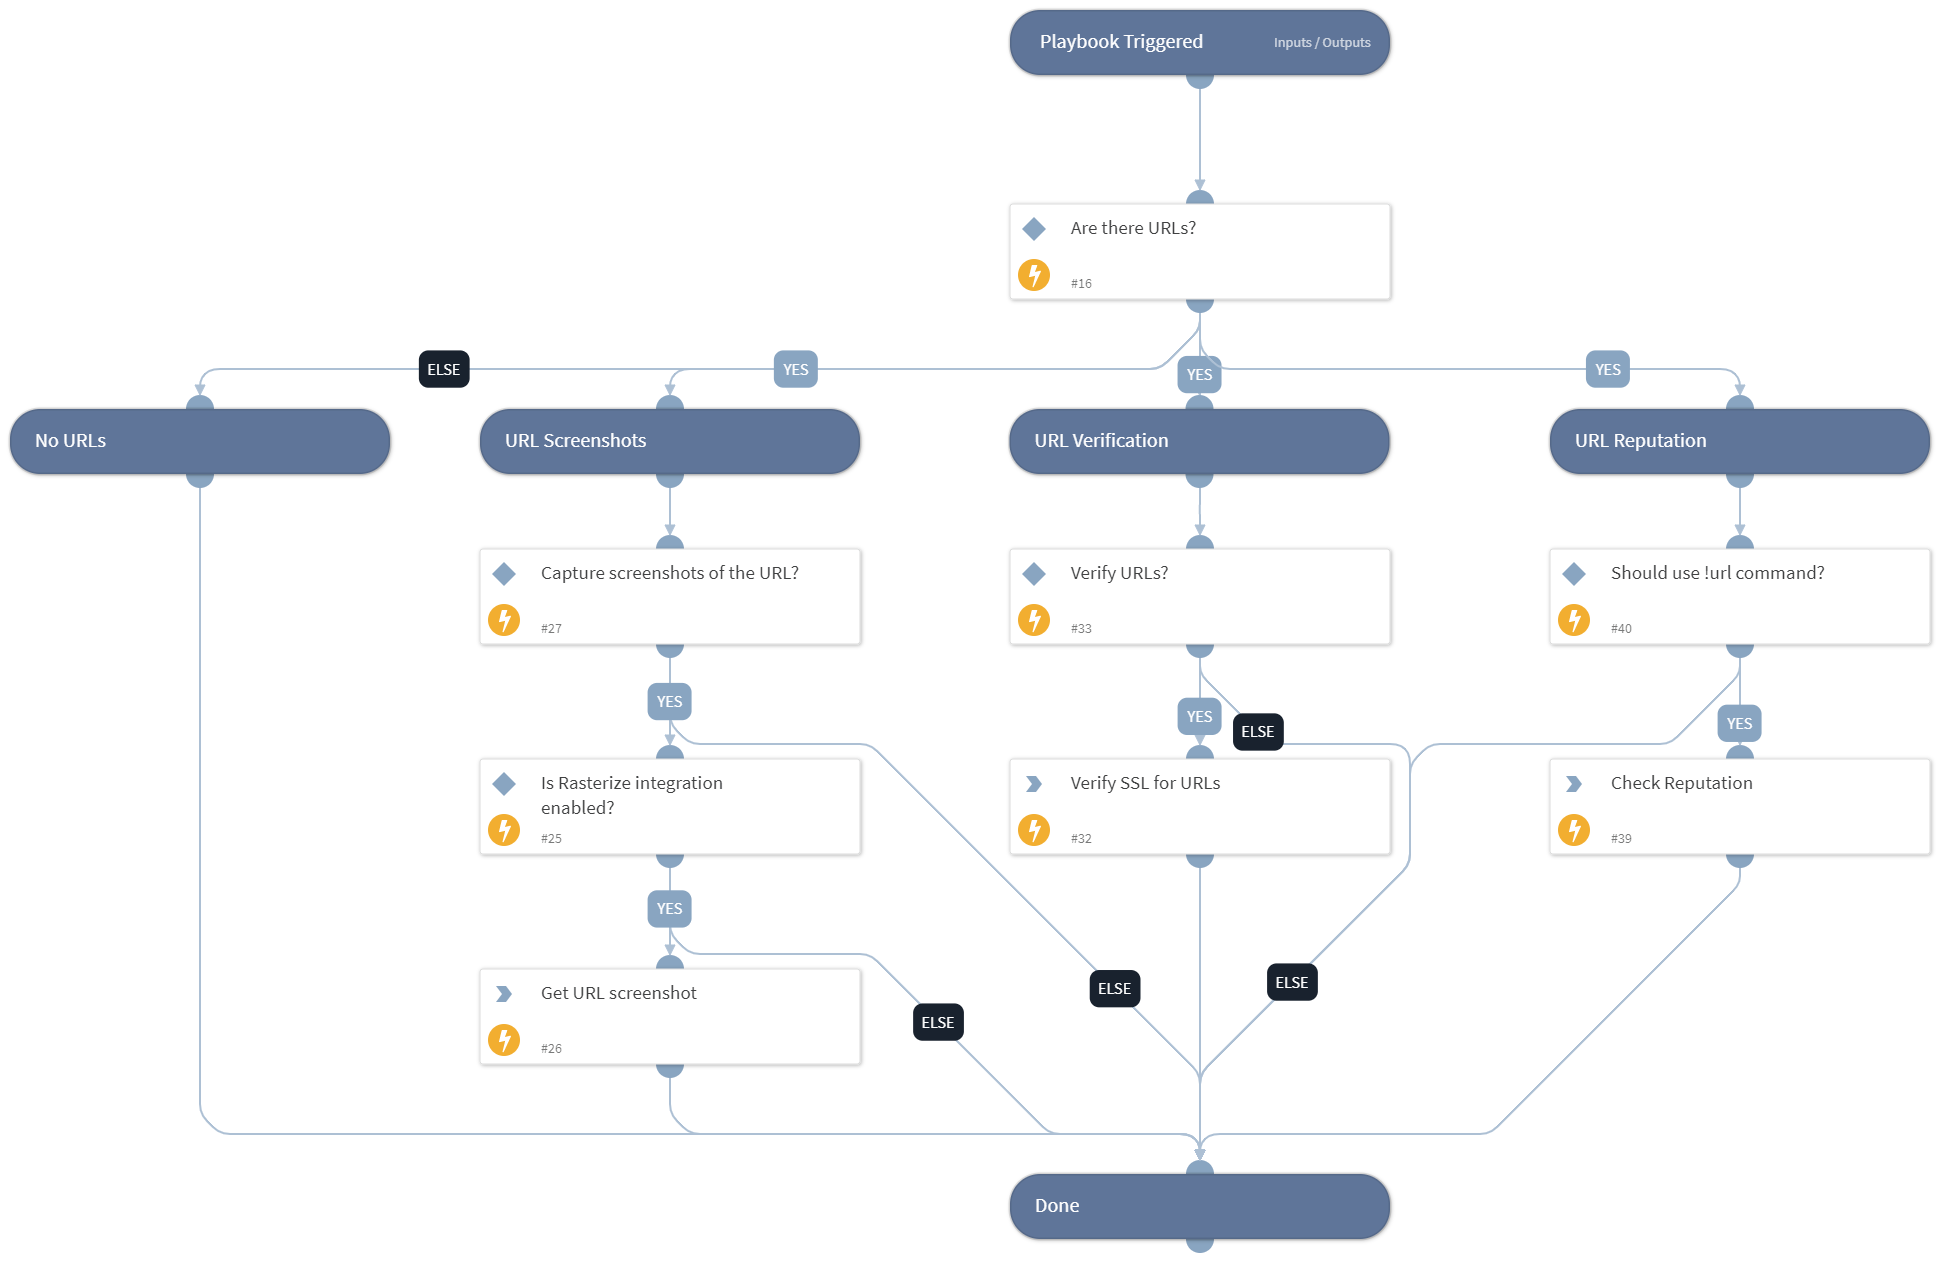 Playbook Triggered
Inputs / Outputs
Are there URLs?
#16
ELSE
YES
YES
YES
No URLs
URL Screenshots
URL Verification
URL Reputation
Capture screenshots of the URL?
#27
Verify URLs?
#33
Should use !url command?
#40
YES
YES
ELSE
YES
Is Rasterize integration
enabled?
#25
Verify SSL for URLs
#32
Check Reputation
#39
YES
Get URL screenshot
#26
ELSE
ELSE
ELSE
Done